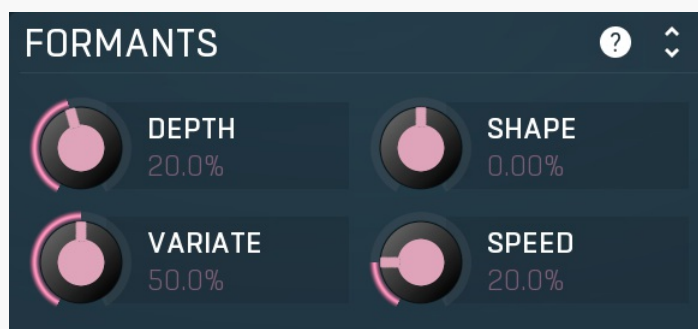 FORMANTS ?
DEPTH
20.0%
SHAPE
0.00%
VARIATE
50.0%
SPEED
20.0%